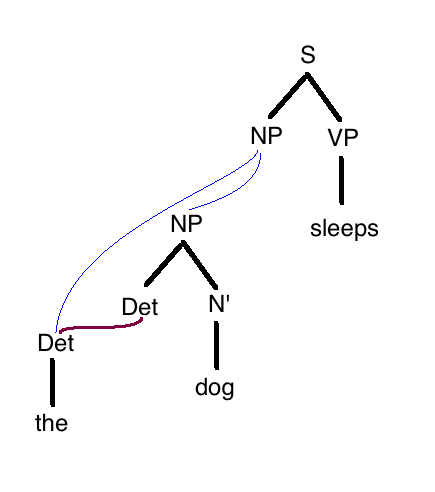 S
NP VP
sleeps
NP
Det N'
Det
dog
the